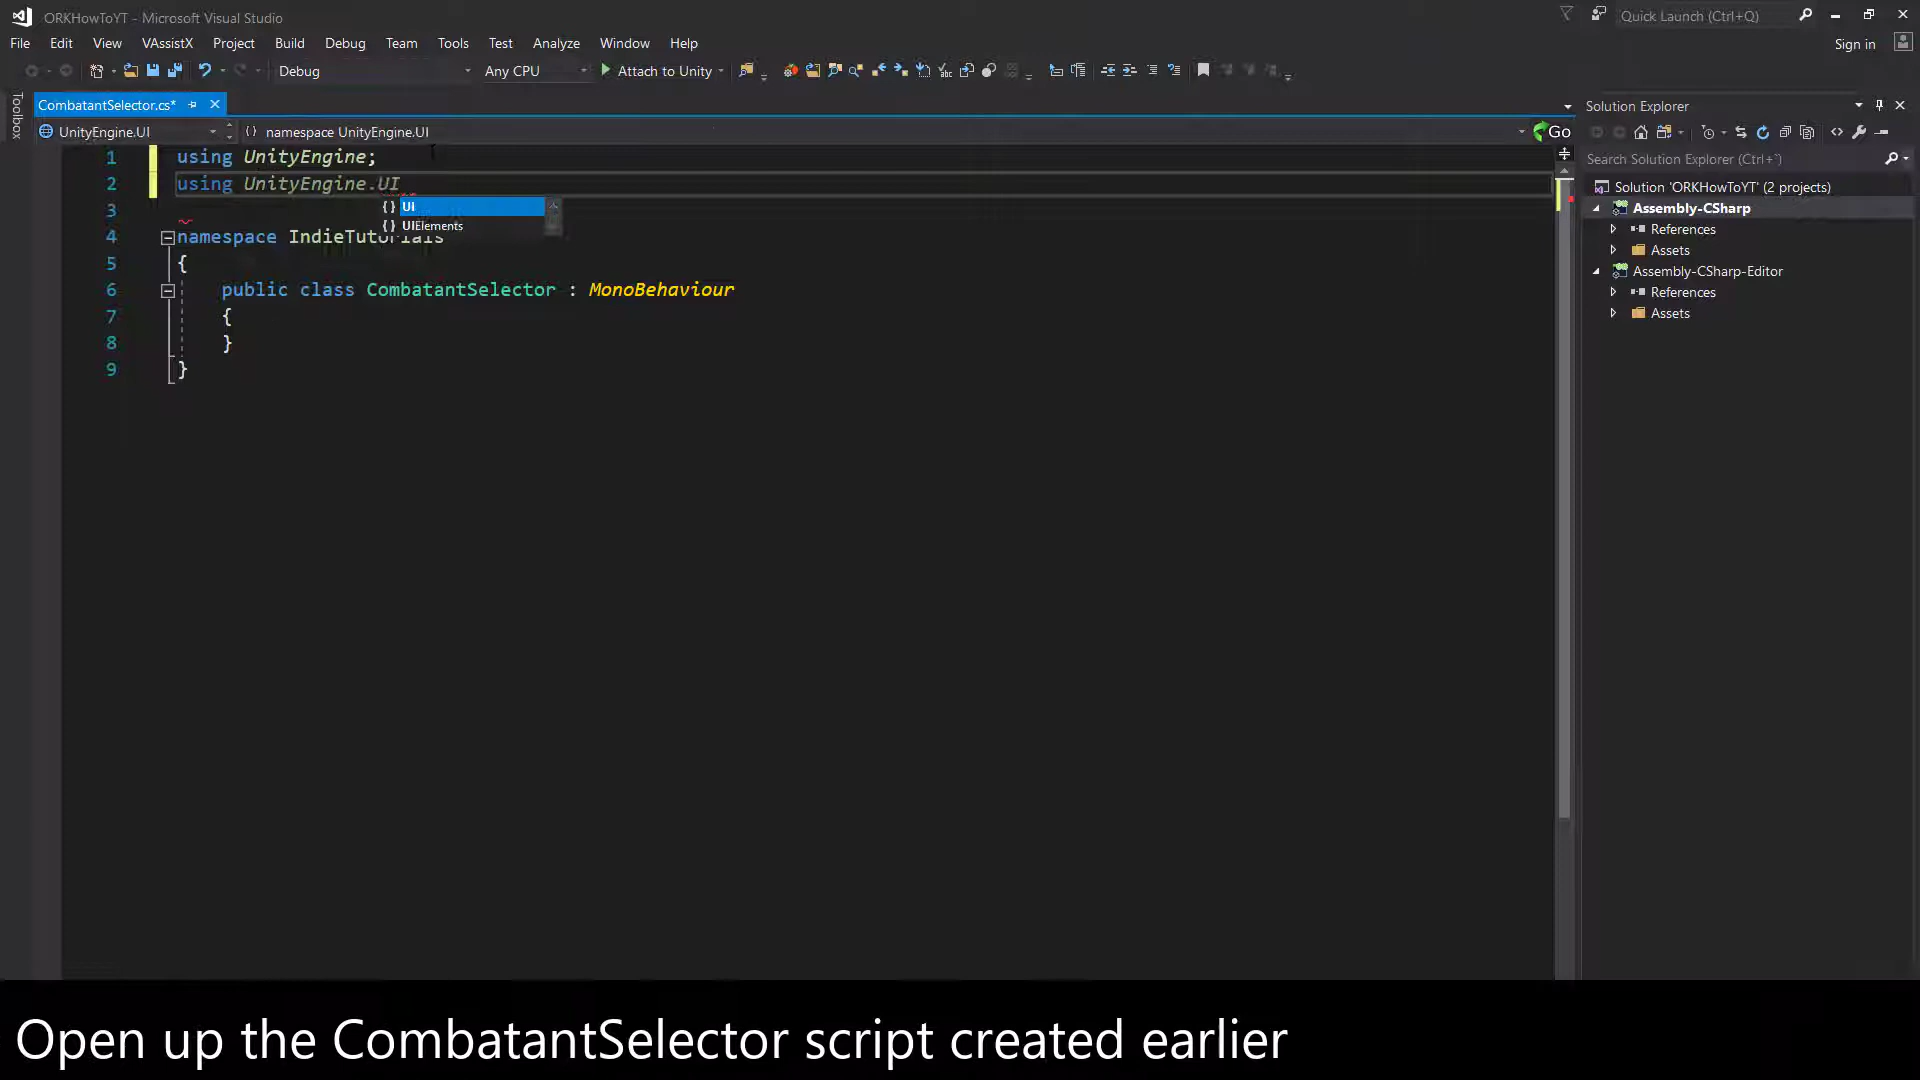 ORKHowToYT - Microsoft Visual Studio
Quick Launch (Ctrl+Q)
File Edit View VAssistX Project Build Debug Team Tools Test Analyze Window Help
Sign in
Debug Any CPU Attach to Unity
Toolbox
CombatantSelector.cs*
Solution Explorer
UnityEngine.UI
namespace UnityEngine.UI
Go
Search Solution Explorer (Ctrl+`)
1 using UnityEngine;
2 using UnityEngine.UI
3
UI
UIElements
4 namespace IndieTutorials
5 {
6 public class CombatantSelector : MonoBehaviour
7 {
8 }
9 }
Solution 'ORKHowToYT' (2 projects)
Assembly-CSharp
References
Assets
Assembly-CSharp-Editor
References
Assets
Open up the CombatantSelector script created earlier